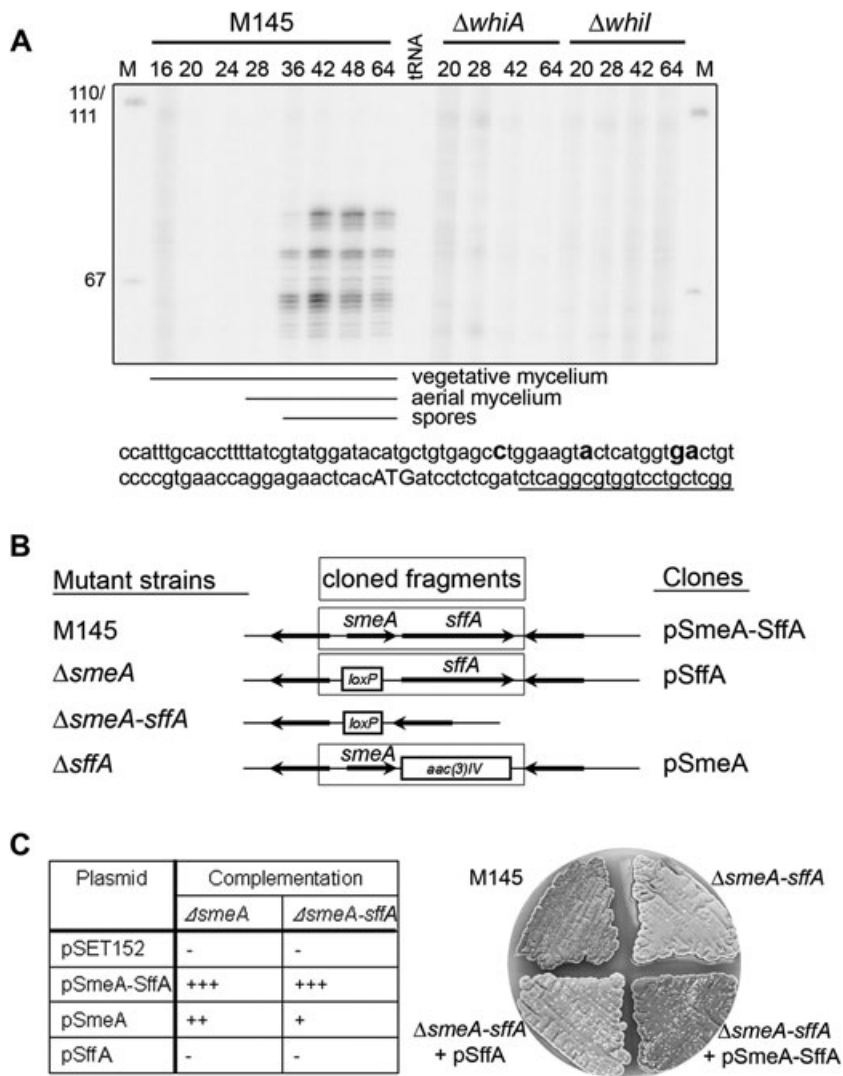 A
M145
ΔwhiA
ΔwhiI
M 16 20 24 28 36 42 48 64 tRNA 20 28 42 64 20 28 42 64 M
110/
111
67
vegetative mycelium
aerial mycelium
spores
ccatttgcaccttttatcgtatggatacatgctgtgagcctggaagtactcatggtgactgt
ccccgtgaaccaggagaactcacATGatcctctcgatctcaggcgtggtcctgctcgg
B
Mutant strains
cloned fragments
Clones
M145
smeA sffA
pSmeA-SffA
ΔsmeA
loxP
sffA
pSffA
ΔsmeA-sffA
loxP
ΔsffA
smeA
aac(3)IV
pSmeA
C
Plasmid Complementation
ΔsmeA ΔsmeA-sffA
pSET152 - -
pSmeA-SffA +++ +++
pSmeA ++ +
pSffA - -
M145
ΔsmeA-sffA
ΔsmeA-sffA
+ pSffA
ΔsmeA-sffA
+ pSmeA-SffA